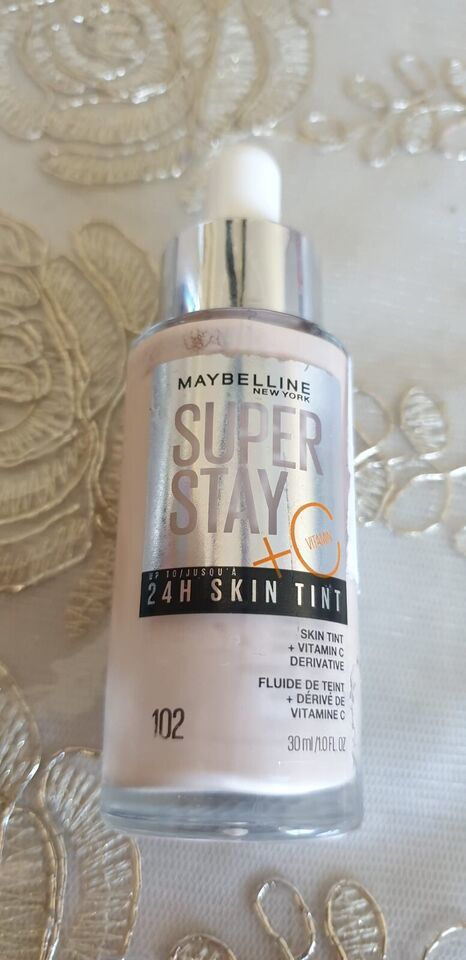 MAYBELLINE
NEW YORK
SUPER
STAY
+C
VITAMIN
UP TO/JUSQU'À
24H SKIN TINT
SKIN TINT
+ VITAMIN C
DERIVATIVE
FLUIDE DE TEINT
+ DÉRIVÉ DE
VITAMINE C
102
30 ml/1.0 FL OZ